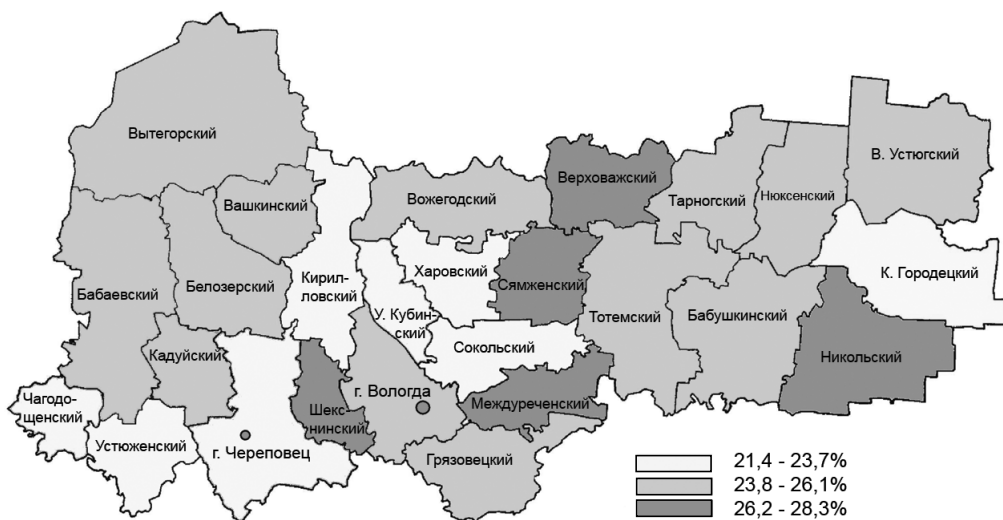 Вытегорский
В. Устюгский
Верховажский
Вашкинский
Вожегодский
Тарногский
Нюксенский
Харовский
К. Городецкий
Бабаевский
Белозерский
Кирил-
ловский
Сямженский
У. Кубин-
ский
Тотемский
Бабушкинский
Кадуйский
Сокольский
Никольский
Чагодо-
щенский
Шекс-
нинский
г. Вологда
Междуреченский
Устюженский
г. Череповец
Грязовецкий
21,4 - 23,7%
23,8 - 26,1%
26,2 - 28,3%